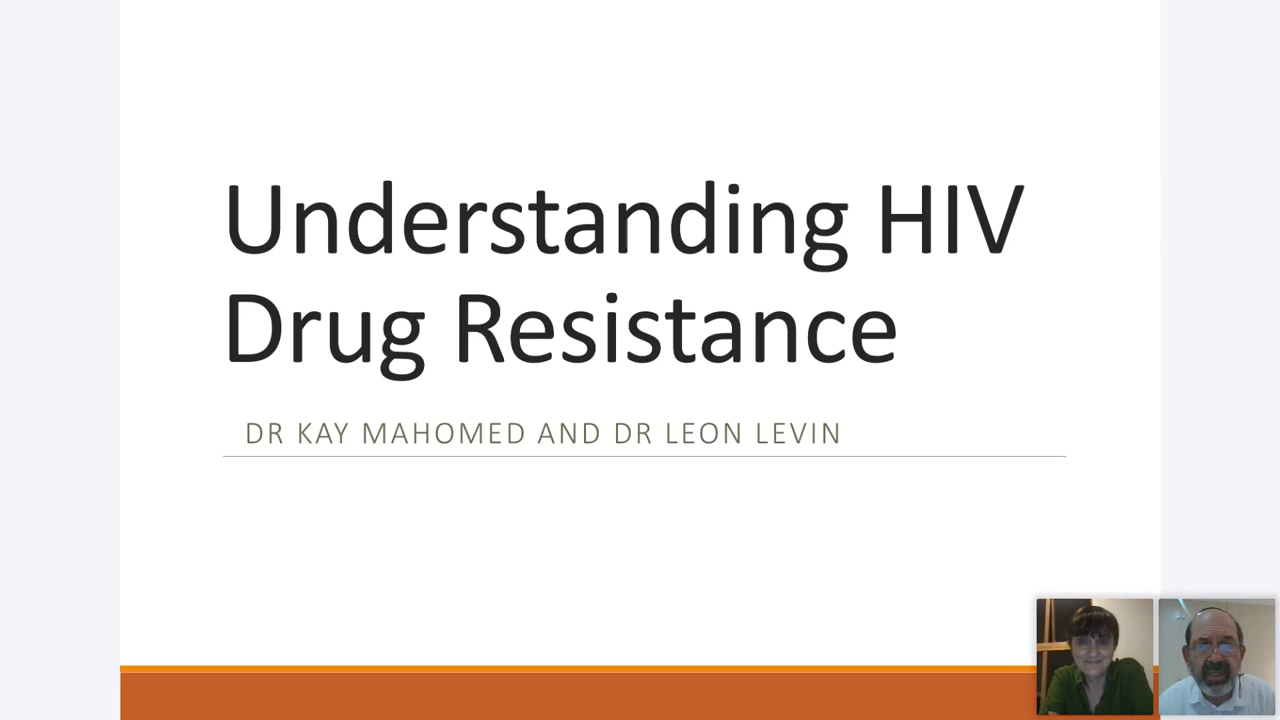 Understanding HIV
Drug Resistance
DR KAY MAHOMED AND DR LEON LEVIN